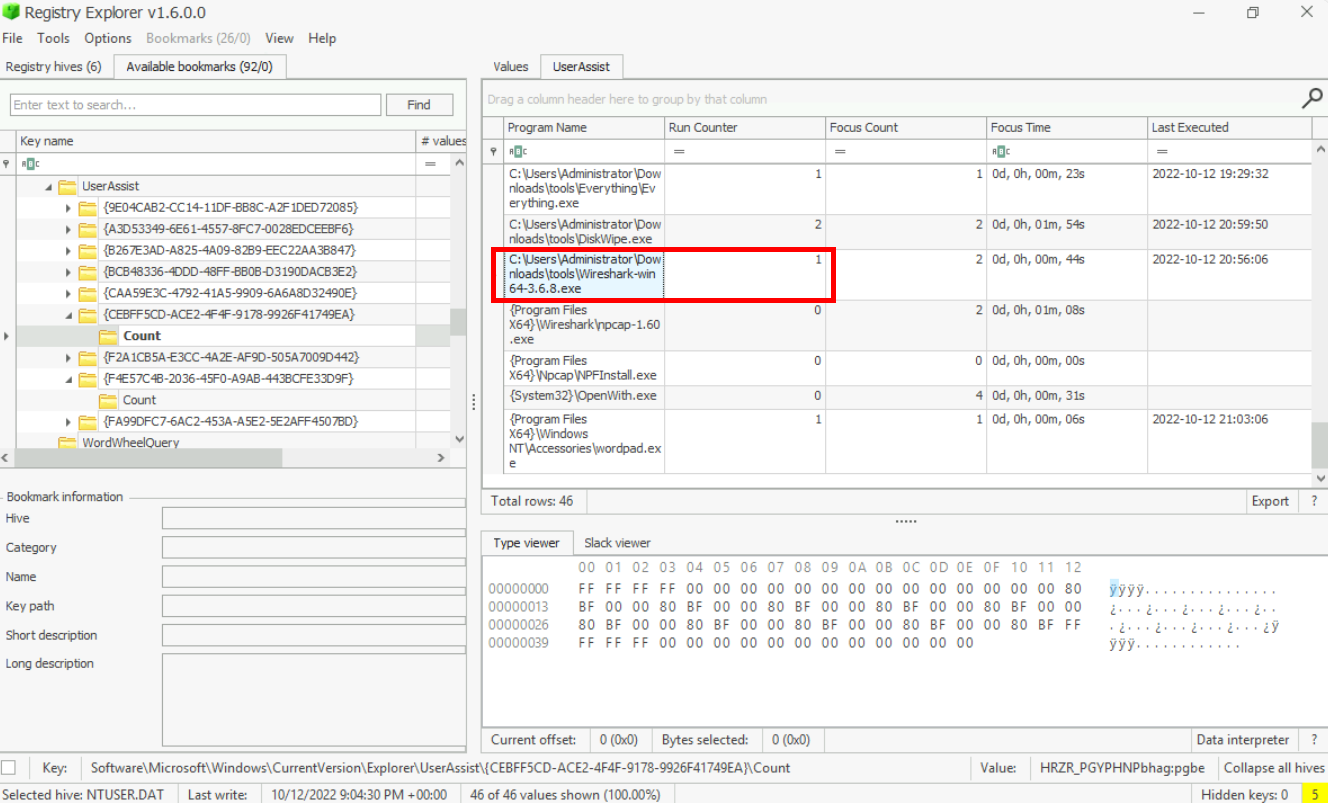 Registry Explorer v1.6.0.0
File Tools Options Bookmarks (26/0) View Help
Registry hives (6) Available bookmarks (92/0)
Enter text to search... Find
Key name # values
ABC =
UserAssist
{9E04CAB2-CC14-11DF-BB8C-A2F1DED72085}
{A3D53349-6E61-4557-8FC7-0028EDCEEBF6}
{B267E3AD-A825-4A09-82B9-EEC22AA3B847}
{BCB48336-4DDD-48FF-BB0B-D3190DACB3E2}
{CAA59E3C-4792-41A5-9909-6A6A8D32490E}
{CEBFF5CD-ACE2-4F4F-9178-9926F41749EA}
Count
{F2A1CB5A-E3CC-4A2E-AF9D-505A7009D442}
{F4E57C4B-2036-45F0-A9AB-443BCFE33D9F}
Count
{FA99DFC7-6AC2-453A-A5E2-5E2AFF4507BD}
WordWheelQuery
Bookmark information
Hive
Category
Name
Key path
Short description
Long description
Values UserAssist
Drag a column header here to group by that column
Program Name Run Counter Focus Count Focus Time Last Executed
ABC = = ABC =
C:\Users\Administrator\Dow 1 1 0d, 0h, 00m, 23s 2022-10-12 19:29:32
nloads\tools\Everything\Ev
erything.exe
C:\Users\Administrator\Dow 2 2 0d, 0h, 01m, 54s 2022-10-12 20:59:50
nloads\tools\DiskWipe.exe
C:\Users\Administrator\Dow 1 2 0d, 0h, 00m, 44s 2022-10-12 20:56:06
nloads\tools\Wireshark-win
64-3.6.8.exe
{Program Files 0 2 0d, 0h, 01m, 08s
X64}\Wireshark\npcap-1.60
.exe
{Program Files 0 0 0d, 0h, 00m, 00s
X64}\Npcap\NPFInstall.exe
{System32}\OpenWith.exe 0 4 0d, 0h, 00m, 31s
{Program Files 1 1 0d, 0h, 00m, 06s 2022-10-12 21:03:06
X64}\Windows
NT\Accessories\wordpad.ex
e
Total rows: 46 Export ?
Type viewer Slack viewer
00 01 02 03 04 05 06 07 08 09 0A 0B 0C 0D 0E 0F 10 11 12
00000000 FF FF FF FF 00 00 00 00 00 00 00 00 00 00 00 00 00 00 80 ÿÿÿÿ...............
00000013 BF 00 00 80 BF 00 00 80 BF 00 00 80 BF 00 00 80 BF 00 00 ¿...¿...¿...¿...¿..
00000026 80 BF 00 00 80 BF 00 00 80 BF 00 00 80 BF 00 00 80 BF FF .¿...¿...¿...¿...¿ÿ
00000039 FF FF FF 00 00 00 00 00 00 00 00 00 00 00 00 ÿÿÿ............
Current offset: 0 (0x0) Bytes selected: 0 (0x0) Data interpreter ?
Key: Software\Microsoft\Windows\CurrentVersion\Explorer\UserAssist\{CEBFF5CD-ACE2-4F4F-9178-9926F41749EA}\Count Value: HRZR_PGYPHNPbhag:pgbe Collapse all hives
Selected hive: NTUSER.DAT Last write: 10/12/2022 9:04:30 PM +00:00 46 of 46 values shown (100.00%) Hidden keys: 0 5